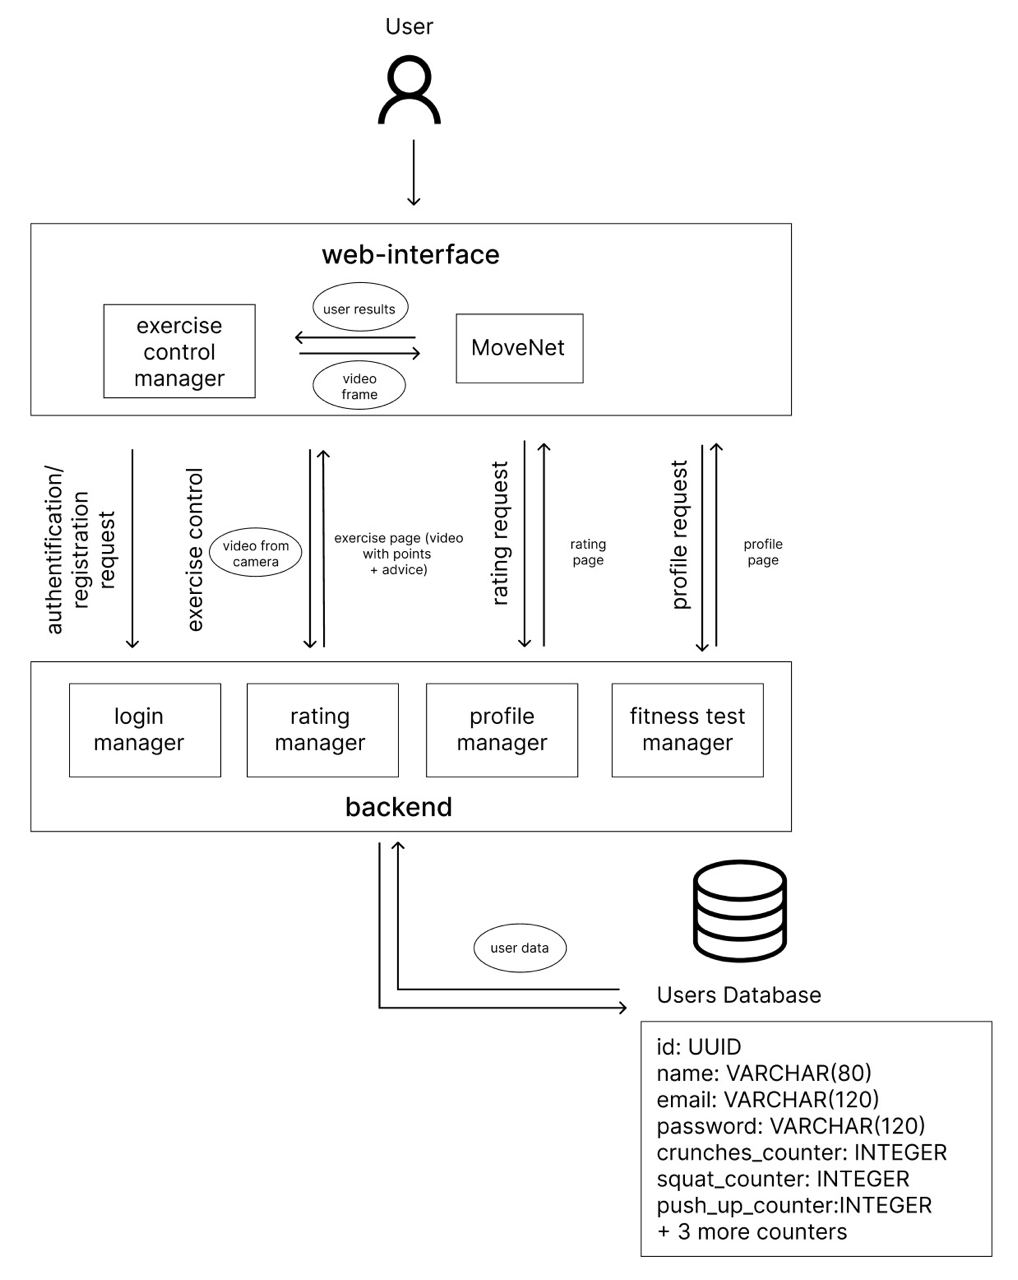 User
web-interface
exercise
control
manager
user results
video
frame
MoveNet
authentification/
registration
request
exercise control
video from
camera
exercise page (video
with points
+ advice)
rating request
rating
page
profile request
profile
page
login
manager
rating
manager
profile
manager
fitness test
manager
backend
user data
Users Database
id: UUID
name: VARCHAR(80)
email: VARCHAR(120)
password: VARCHAR(120)
crunches_counter: INTEGER
squat_counter: INTEGER
push_up_counter:INTEGER
+ 3 more counters